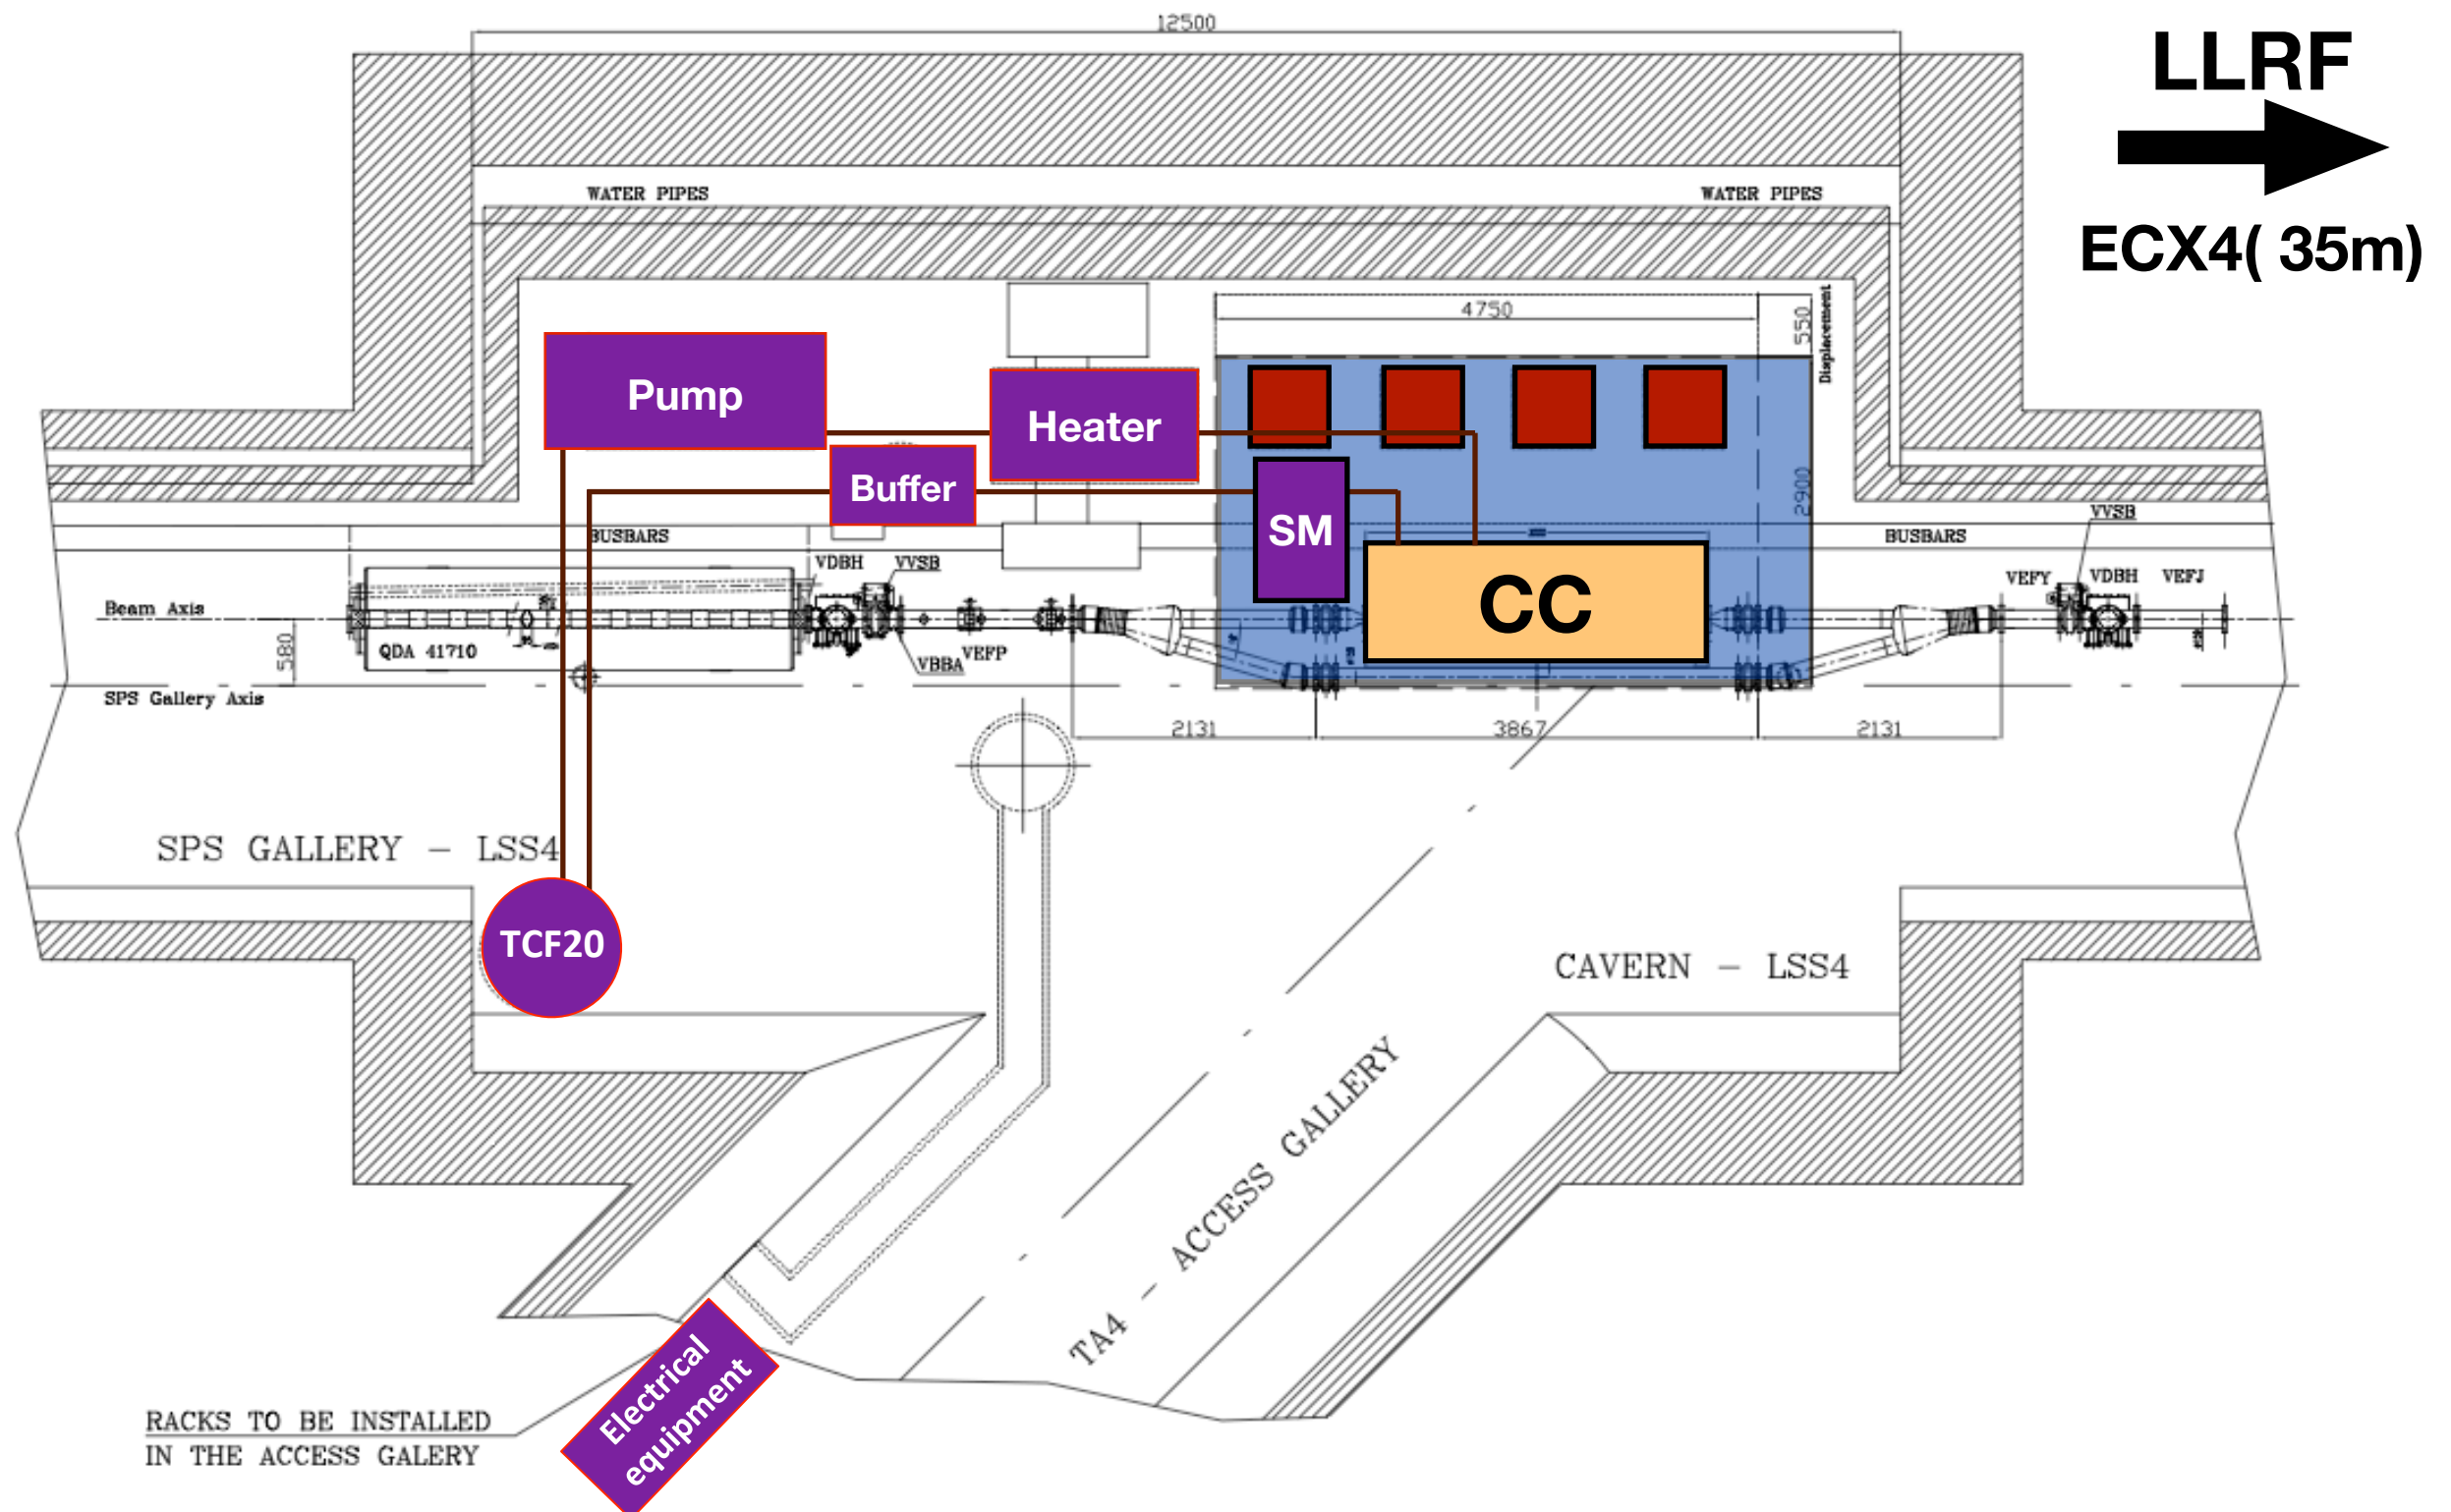 12500
LLRF
ECX4( 35m)
WATER PIPES
WATER PIPES
4750
550
Displacement
Pump
Heater
Buffer
2900
SM
CC
BUSBARS
BUSBARS
VVSB
VDBH
VVSB
VEFY
VDBH
VEFJ
Beam Axis
580
QDA 41710
VBBA
VEFP
SPS Gallery Axis
2131
3867
2131
SPS GALLERY - LSS4
TCF20
CAVERN - LSS4
TA4 - ACCESS GALLERY
Electrical
equipment
RACKS TO BE INSTALLED
IN THE ACCESS GALERY